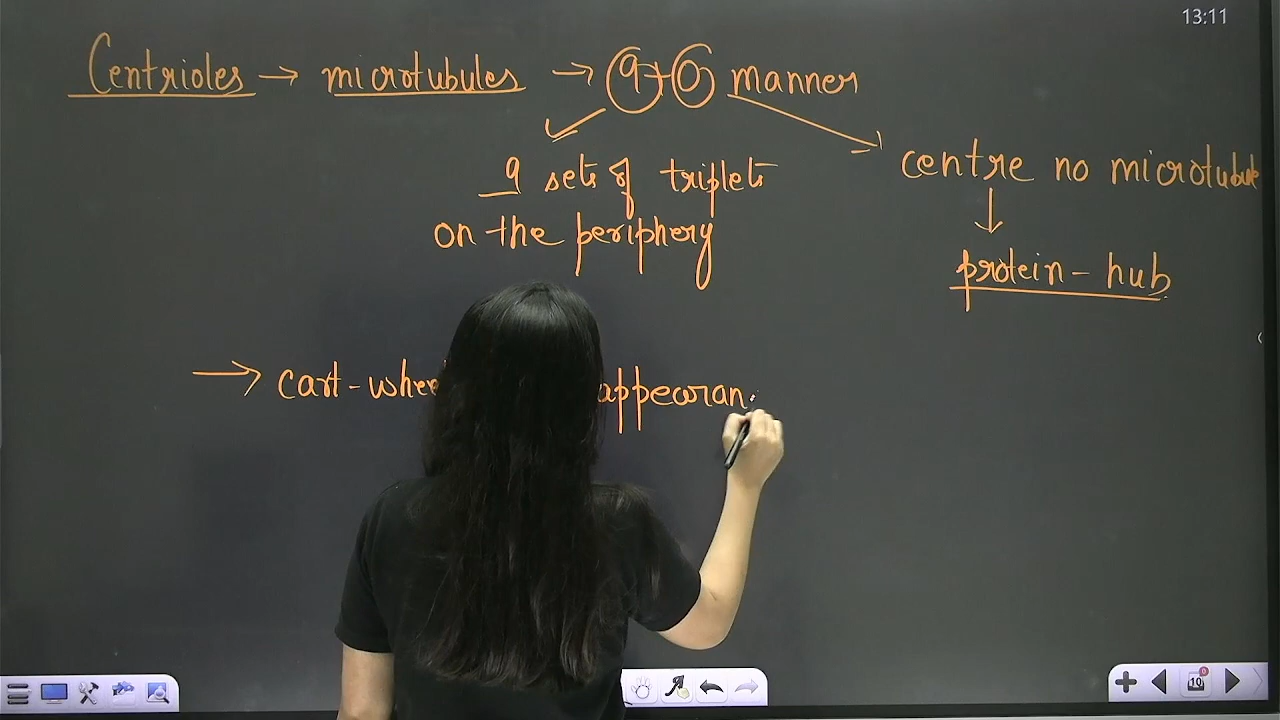 13:11
Centrioles → microtubules → 9+0 manner
9 sets of triplets
on the periphery
centre no microtubule
↓
protein - hub
→ cart - whee appearan
10